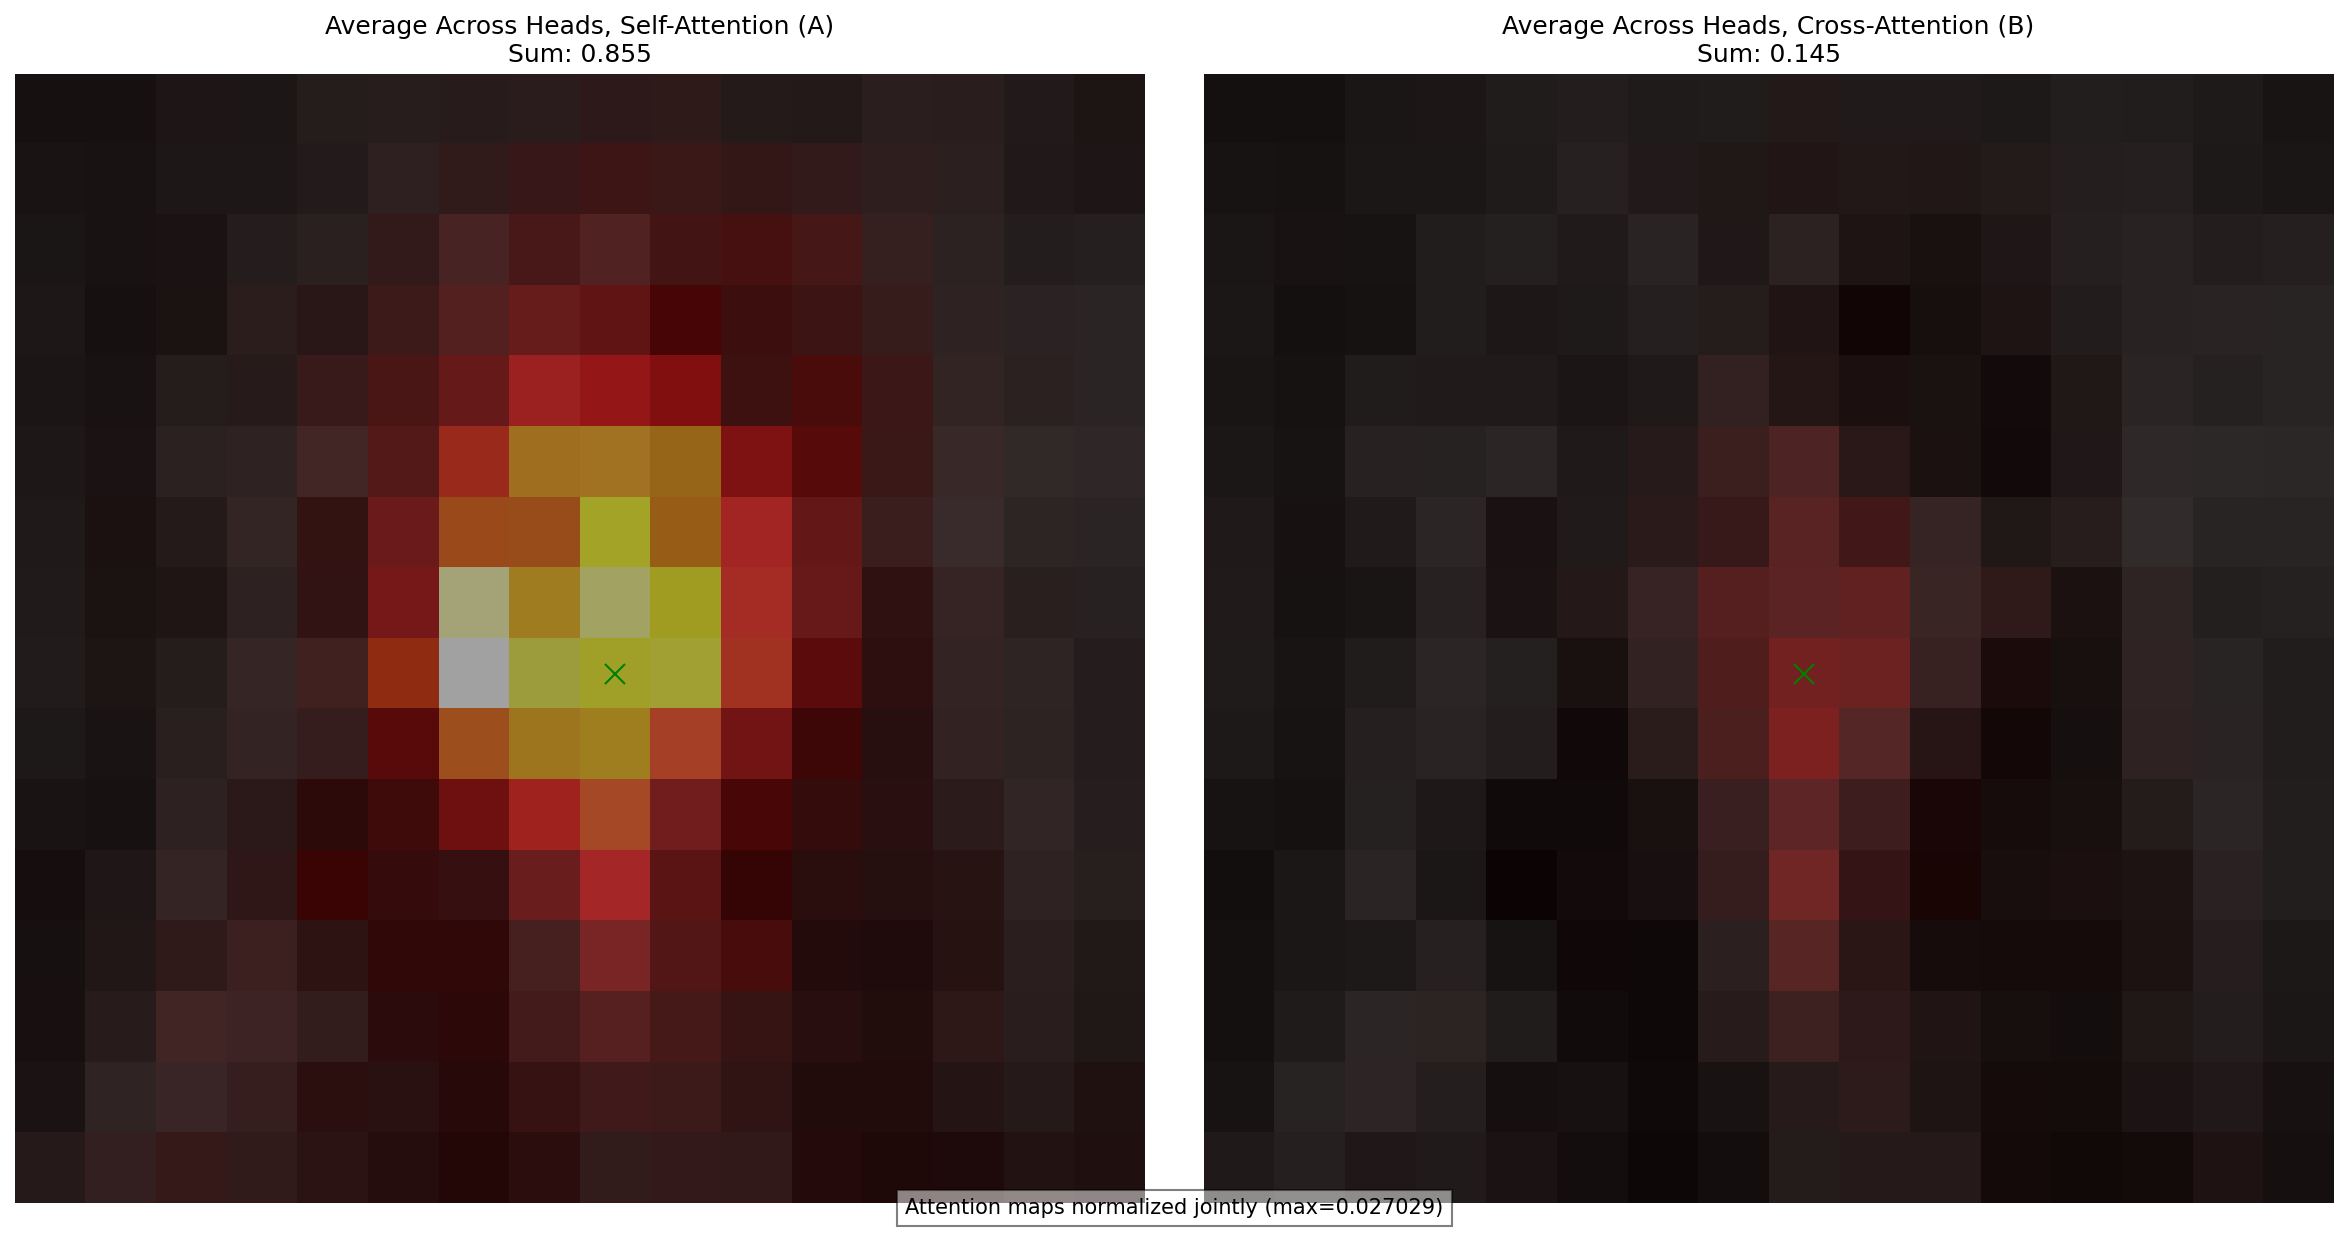 Average Across Heads, Self-Attention (A)
Sum: 0.855
Average Across Heads, Cross-Attention (B)
Sum: 0.145
Attention maps normalized jointly (max=0.027029)